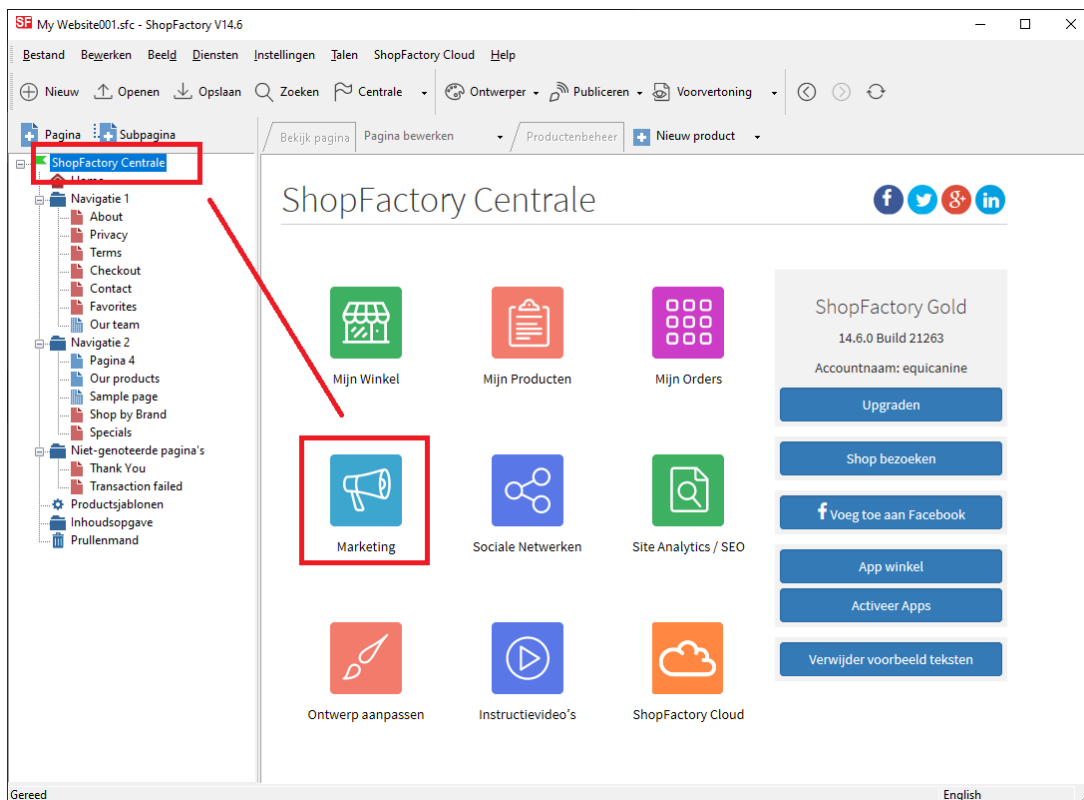 SF My Website001.sfc - ShopFactory V14.6
Bestand Bewerken Beeld Diensten Instellingen Talen ShopFactory Cloud Help
Nieuw Openen Opslaan Zoeken Centrale Ontwerper Publiceren Voorvertoning
Pagina Subpagina
Bekijk pagina Pagina bewerken Productenbeheer Nieuw product
ShopFactory Centrale
Home
Navigatie 1
About
Privacy
Terms
Checkout
Contact
Favorites
Our team
Navigatie 2
Pagina 4
Our products
Sample page
Shop by Brand
Specials
Niet-genoteerde pagina's
Thank You
Transaction failed
Productsjablonen
Inhoudsopgave
Prullenmand
ShopFactory Centrale
f g+ in
Mijn Winkel
Mijn Producten
Mijn Orders
Marketing
Sociale Netwerken
Site Analytics / SEO
Ontwerp aanpassen
Instructievideo's
ShopFactory Cloud
ShopFactory Gold
14.6.0 Build 21263
Accountnaam: equicanine
Upgraden
Shop bezoeken
f Voeg toe aan Facebook
App winkel
Activeer Apps
Verwijder voorbeeld teksten
Gereed
English